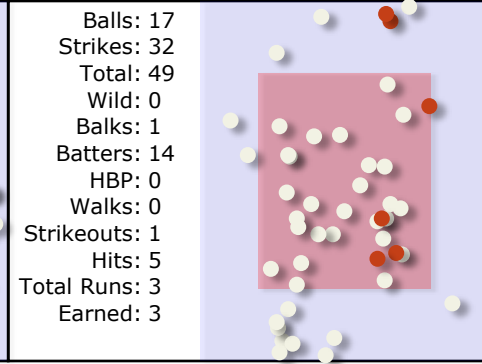 Balls: 17
Strikes: 32
Total: 49
Wild: 0
Balks: 1
Batters: 14
HBP: 0
Walks: 0
Strikeouts: 1
Hits: 5
Total Runs: 3
Earned: 3